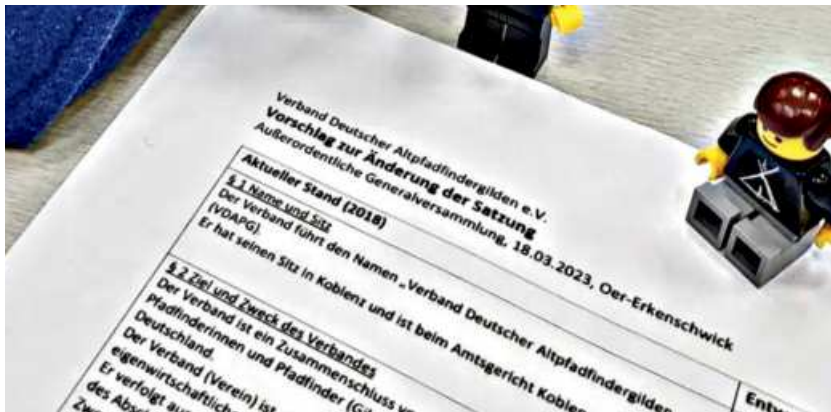 Verband Deutscher Altpfadfindergilden e.V.
Vorschlag zur Änderung der Satzung
Außerordentliche Generalversammlung, 18.03.2023, Oer-Erkenschwick
Aktueller Stand (2018)
§ 1 Name und Sitz
Der Verband führt den Namen „Verband Deutscher Altpfadfindergilden
(VDAPG).
Er hat seinen Sitz in Koblenz und ist beim Amtsgericht
§ 2 Ziel und Zweck des Verbandes
Der Verband ist ein Zusammenschluss
Pfadfinderinnen und Pfadfinder
Deutschland.
Der Verband (Verein) ist
eigenwirtschaftliche
Er verfolgt
des